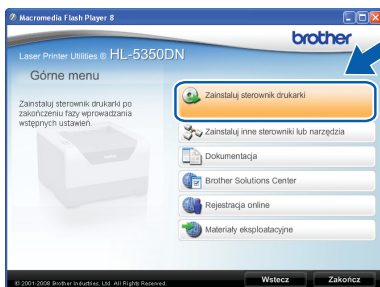 Macromedia Flash Player 8
brother
Laser Printer Utilities ® HL-5350DN
Górne menu
Zainstaluj sterownik drukarki po
zakończeniu fazy wprowadzania
wstępnych ustawień.
Zainstaluj sterownik drukarki
Zainstaluj inne sterowniki lub narzędzia
Dokumentacja
Brother Solutions Center
Rejestracja online
Materiały eksploatacyjne
© 2001-2008 Brother Industries, Ltd. All Rights Reserved.
Wstecz
Zakończ